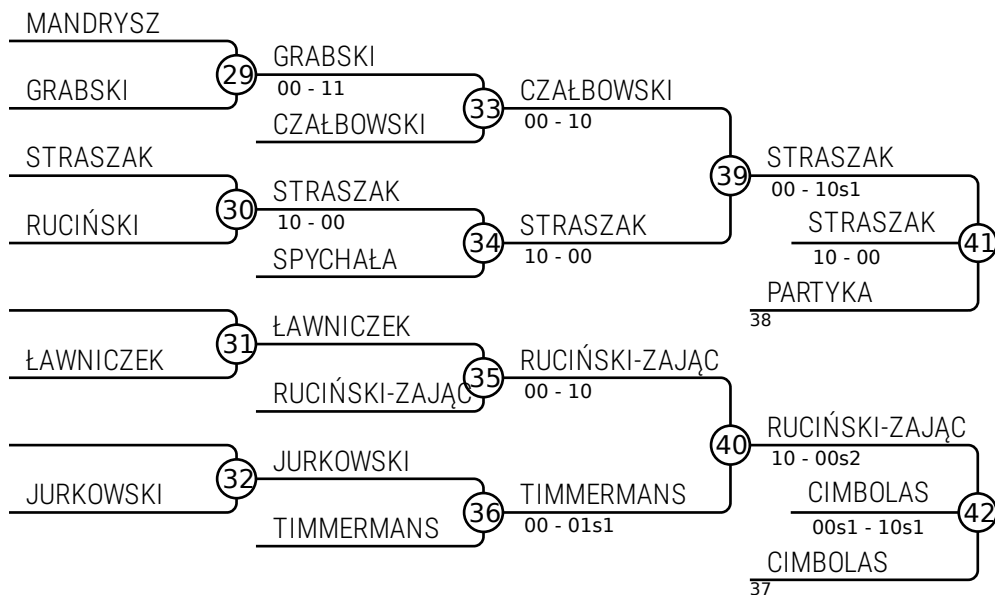 MANDRYSZ
GRABSKI
29
GRABSKI
00 - 11
CZAŁBOWSKI
33
CZAŁBOWSKI
00 - 10
STRASZAK
RUCIŃSKI
30
STRASZAK
10 - 00
SPYCHAŁA
34
STRASZAK
10 - 00
39
STRASZAK
00 - 10s1
STRASZAK
10 - 00
41
PARTYKA
38
ŁAWNICZEK
31
ŁAWNICZEK
RUCIŃSKI-ZAJĄC
35
RUCIŃSKI-ZAJĄC
00 - 10
JURKOWSKI
32
JURKOWSKI
TIMMERMANS
36
TIMMERMANS
00 - 01s1
40
RUCIŃSKI-ZAJĄC
10 - 00s2
CIMBOLAS
00s1 - 10s1
42
CIMBOLAS
37